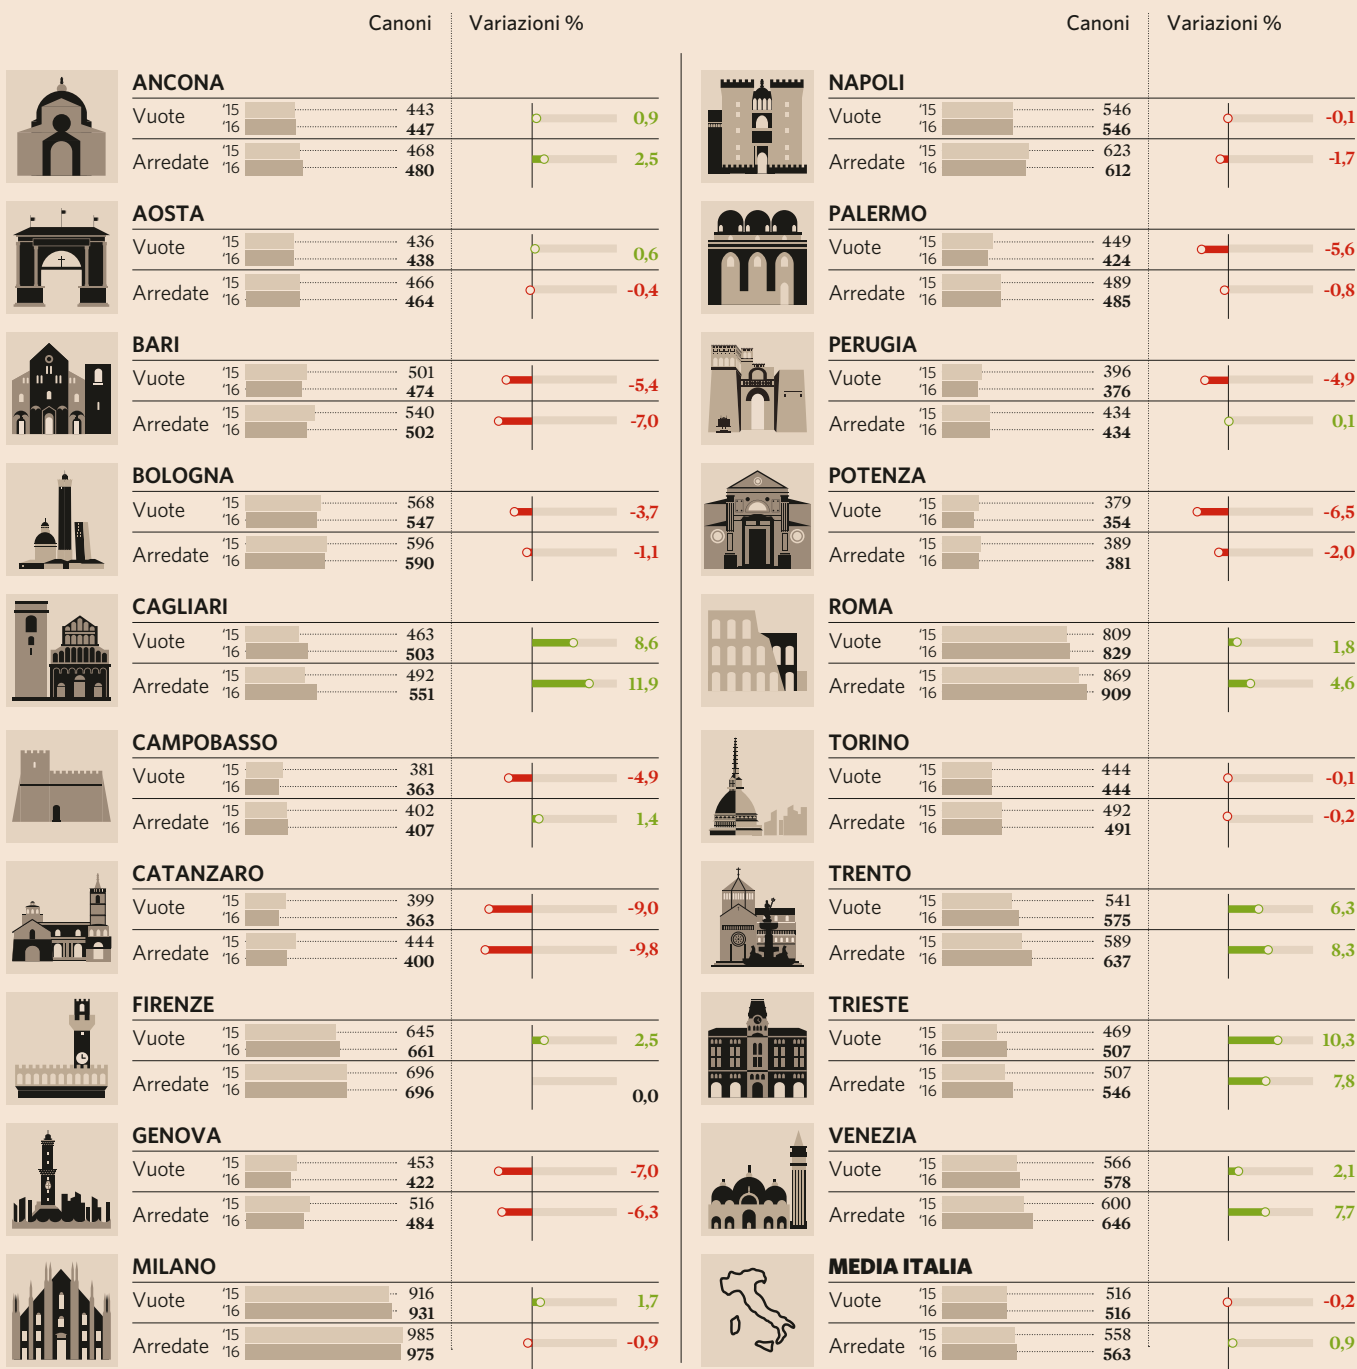 Canoni Variazioni %
ANCONA
Vuote '15 443 0,9
'16 447
Arredate '15 468 2,5
'16 480
AOSTA
Vuote '15 436 0,6
'16 438
Arredate '15 466 -0,4
'16 464
BARI
Vuote '15 501 -5,4
'16 474
Arredate '15 540 -7,0
'16 502
BOLOGNA
Vuote '15 568 -3,7
'16 547
Arredate '15 596 -1,1
'16 590
CAGLIARI
Vuote '15 463 8,6
'16 503
Arredate '15 492 11,9
'16 551
CAMPOBASSO
Vuote '15 381 -4,9
'16 363
Arredate '15 402 1,4
'16 407
CATANZARO
Vuote '15 399 -9,0
'16 363
Arredate '15 444 -9,8
'16 400
FIRENZE
Vuote '15 645 2,5
'16 661
Arredate '15 696 0,0
'16 696
GENOVA
Vuote '15 453 -7,0
'16 422
Arredate '15 516 -6,3
'16 484
MILANO
Vuote '15 916 1,7
'16 931
Arredate '15 985 -0,9
'16 975
Canoni Variazioni %
NAPOLI
Vuote '15 546 -0,1
'16 546
Arredate '15 623 -1,7
'16 612
PALERMO
Vuote '15 449 -5,6
'16 424
Arredate '15 489 -0,8
'16 485
PERUGIA
Vuote '15 396 -4,9
'16 376
Arredate '15 434 0,1
'16 434
POTENZA
Vuote '15 379 -6,5
'16 354
Arredate '15 389 -2,0
'16 381
ROMA
Vuote '15 809 1,8
'16 829
Arredate '15 869 4,6
'16 909
TORINO
Vuote '15 444 -0,1
'16 444
Arredate '15 492 -0,2
'16 491
TRENTO
Vuote '15 541 6,3
'16 575
Arredate '15 589 8,3
'16 637
TRIESTE
Vuote '15 469 10,3
'16 507
Arredate '15 507 7,8
'16 546
VENEZIA
Vuote '15 566 2,1
'16 578
Arredate '15 600 7,7
'16 646
MEDIA ITALIA
Vuote '15 516 -0,2
'16 516
Arredate '15 558 0,9
'16 563